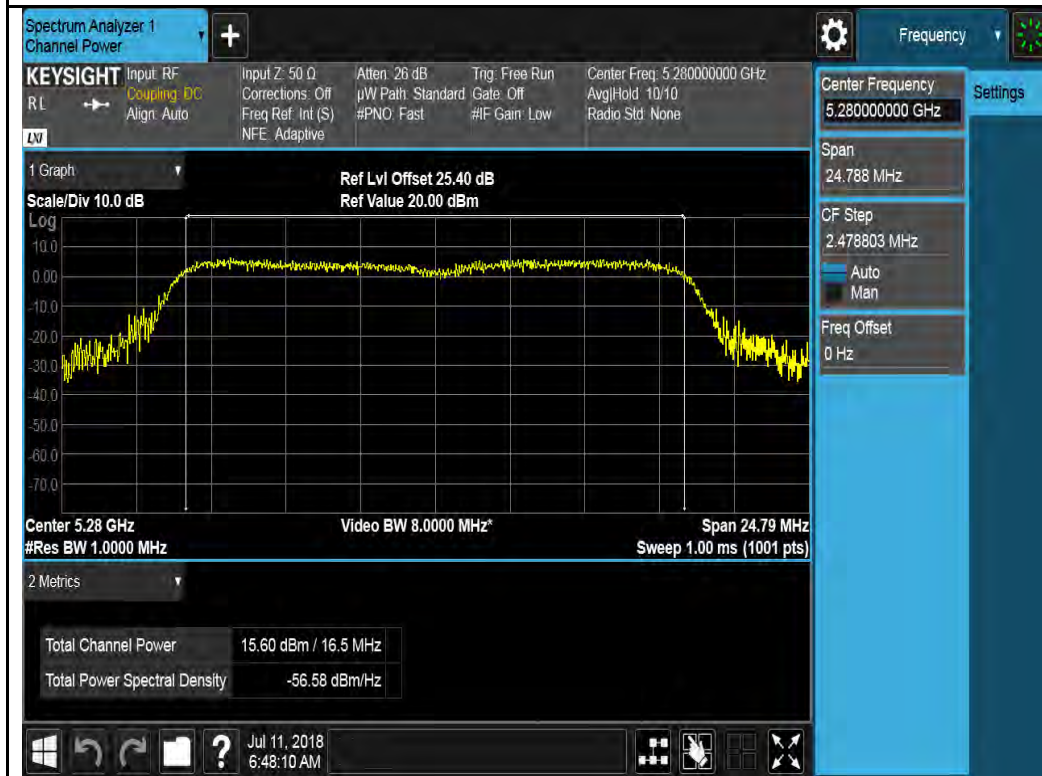 Spectrum Analyzer 1
Channel Power
Frequency
KEYSIGHT
RL
LXI
Input: RF
Coupling: DC
Align: Auto
Input Z: 50 Ω
Corrections: Off
Freq Ref: Int (S)
NFE: Adaptive
Atten: 26 dB
µW Path: Standard
#PNO: Fast
Trig: Free Run
Gate: Off
#IF Gain: Low
Center Freq: 5.280000000 GHz
Avg|Hold: 10/10
Radio Std: None
Center Frequency
5.280000000 GHz
Settings
Span
24.788 MHz
CF Step
2.478803 MHz
Auto
Man
Freq Offset
0 Hz
1 Graph
Scale/Div 10.0 dB
Ref Lvl Offset 25.40 dB
Ref Value 20.00 dBm
Log
10.0
0.00
-10.0
-20.0
-30.0
-40.0
-50.0
-60.0
-70.0
Center 5.28 GHz
#Res BW 1.0000 MHz
Video BW 8.0000 MHz*
Span 24.79 MHz
Sweep 1.00 ms (1001 pts)
2 Metrics
Total Channel Power 15.60 dBm / 16.5 MHz
Total Power Spectral Density -56.58 dBm/Hz
?
Jul 11, 2018
6:48:10 AM